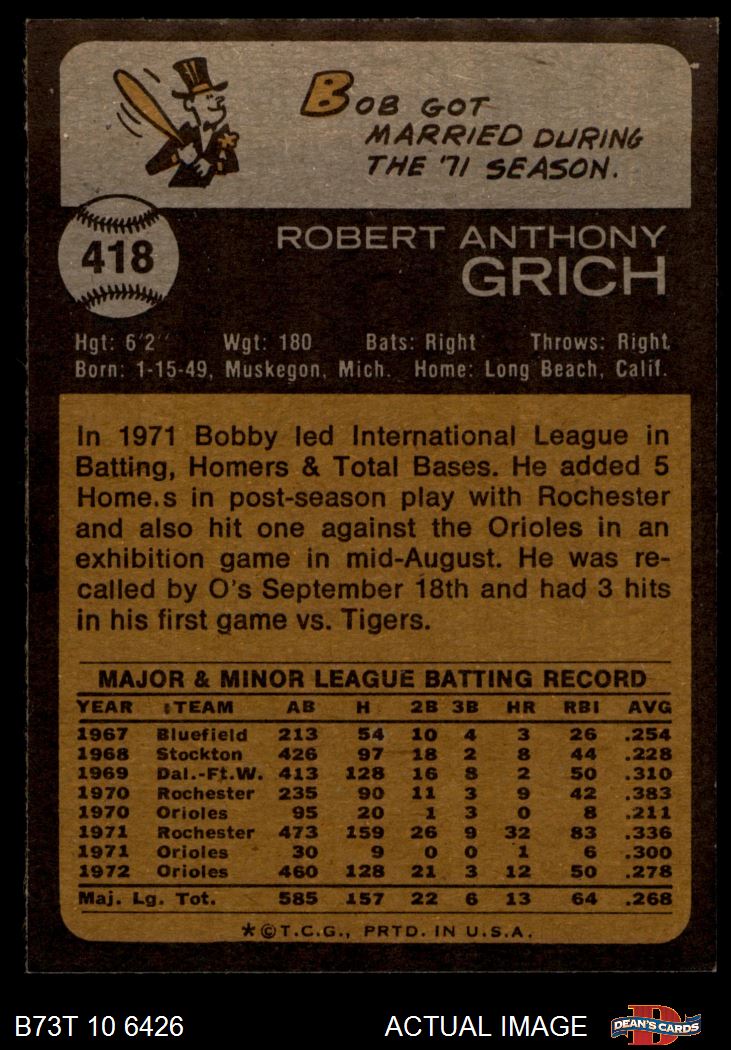 BOB GOT
MARRIED DURING
THE '71 SEASON.
418
ROBERT ANTHONY
GRICH
Hgt: 6'2" Wgt: 180 Bats: Right Throws: Right
Born: 1-15-49, Muskegon, Mich. Home: Long Beach, Calif.
In 1971 Bobby led International League in
Batting, Homers & Total Bases. He added 5
Home.s in post-season play with Rochester
and also hit one against the Orioles in an
exhibition game in mid-August. He was re-
called by O's September 18th and had 3 hits
in his first game vs. Tigers.
MAJOR & MINOR LEAGUE BATTING RECORD
YEAR TEAM AB H 2B 3B HR RBI AVG
1967 Bluefield 213 54 10 4 3 26 .254
1968 Stockton 426 97 18 2 8 44 .228
1969 Dal.-Ft.W. 413 128 16 8 2 50 .310
1970 Rochester 235 90 11 3 9 42 .383
1970 Orioles 95 20 1 3 0 8 .211
1971 Rochester 473 159 26 9 32 83 .336
1971 Orioles 30 9 0 0 1 6 .300
1972 Orioles 460 128 21 3 12 50 .278
Maj. Lg. Tot. 585 157 22 6 13 64 .268
*©T.C.G., PRTD. IN U.S.A.
B73T 10 6426 ACTUAL IMAGE D DEAN'S CARDS